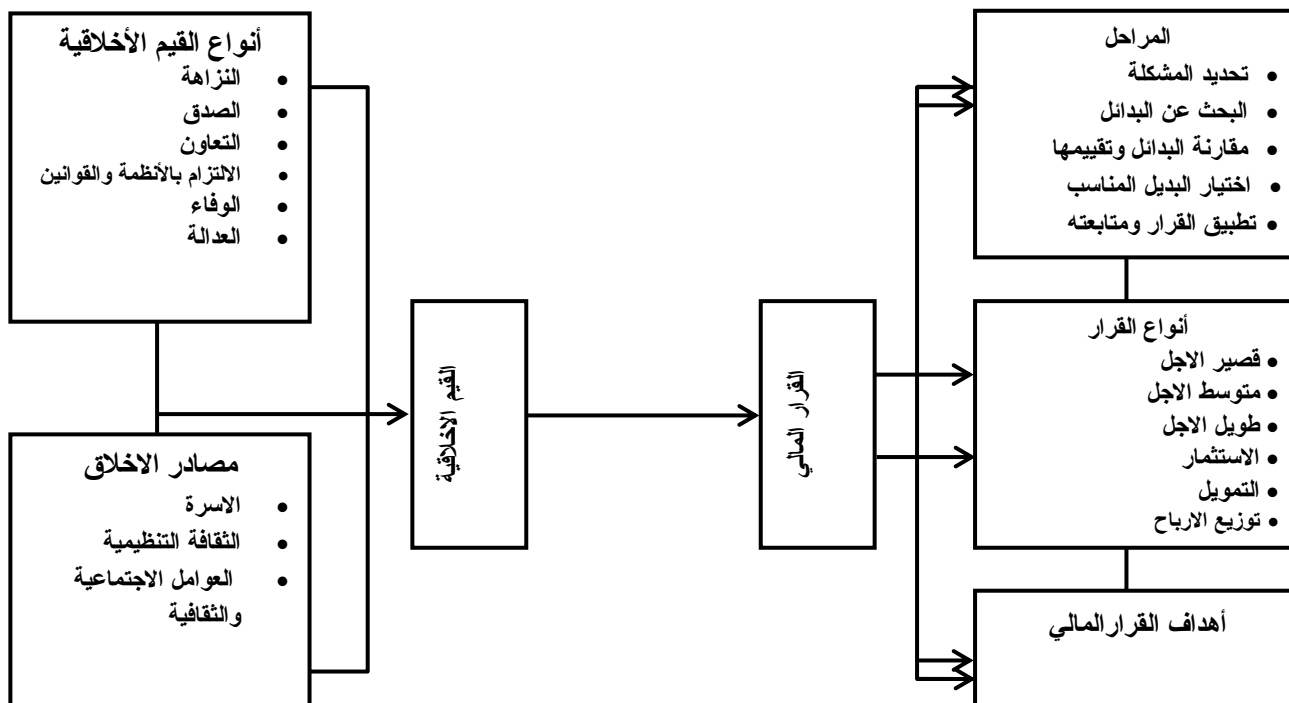 أنواع القيم الأخلاقية
• النزاهة
• الصدق
• التعاون
• الالتزام بالأنظمة والقوانين
• الوفاء
• العدالة
مصادر الاخلاق
• الاسرة
• الثقافة التنظيمية
• العوامل الاجتماعية
والثقافية
القيم الاخلاقية
القرار المالي
المراحل
• تحديد المشكلة
• البحث عن البدائل
• مقارنة البدائل وتقييمها
• اختيار البديل المناسب
• تطبيق القرار ومتابعته
أنواع القرار
• قصير الاجل
• متوسط الاجل
• طويل الاجل
• الاستثمار
• التمويل
• توزيع الارباح
أهداف القرارالمالي